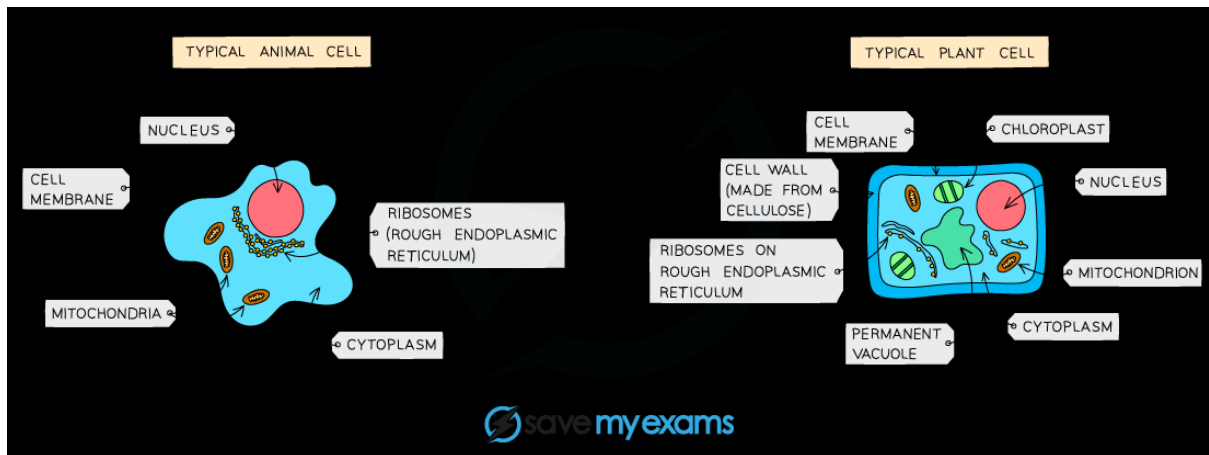 TYPICAL ANIMAL CELL
NUCLEUS
CELL
MEMBRANE
RIBOSOMES
(ROUGH ENDOPLASMIC
RETICULUM)
MITOCHONDRIA
CYTOPLASM
TYPICAL PLANT CELL
CELL
MEMBRANE
CHLOROPLAST
CELL WALL
(MADE FROM
CELLULOSE)
NUCLEUS
RIBOSOMES ON
ROUGH ENDOPLASMIC
RETICULUM
MITOCHONDRION
PERMANENT
VACUOLE
CYTOPLASM
save my exams